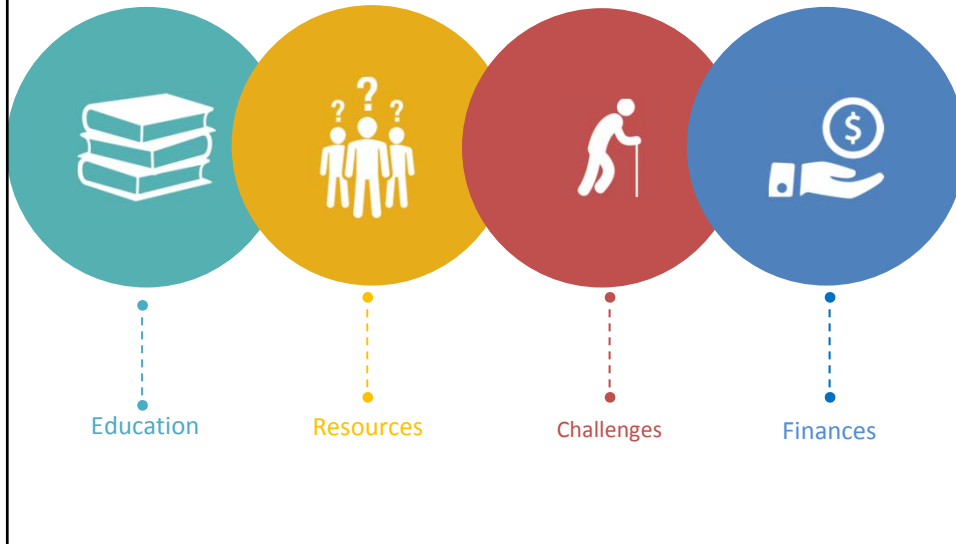 ? ? ?
$
Education
Resources
Challenges
Finances